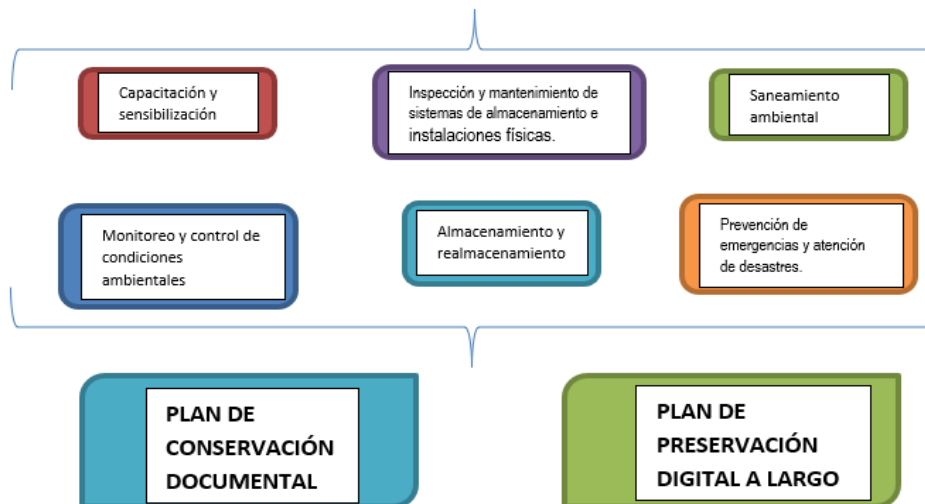 Capacitación y
sensibilización
Inspección y mantenimiento de
sistemas de almacenamiento e
instalaciones físicas.
Saneamiento
ambiental
Monitoreo y control de
condiciones
ambientales
Almacenamiento y
realmacenamiento
Prevención de
emergencias y atención
de desastres.
PLAN DE
CONSERVACIÓN
DOCUMENTAL
PLAN DE
PRESERVACIÓN
DIGITAL A LARGO